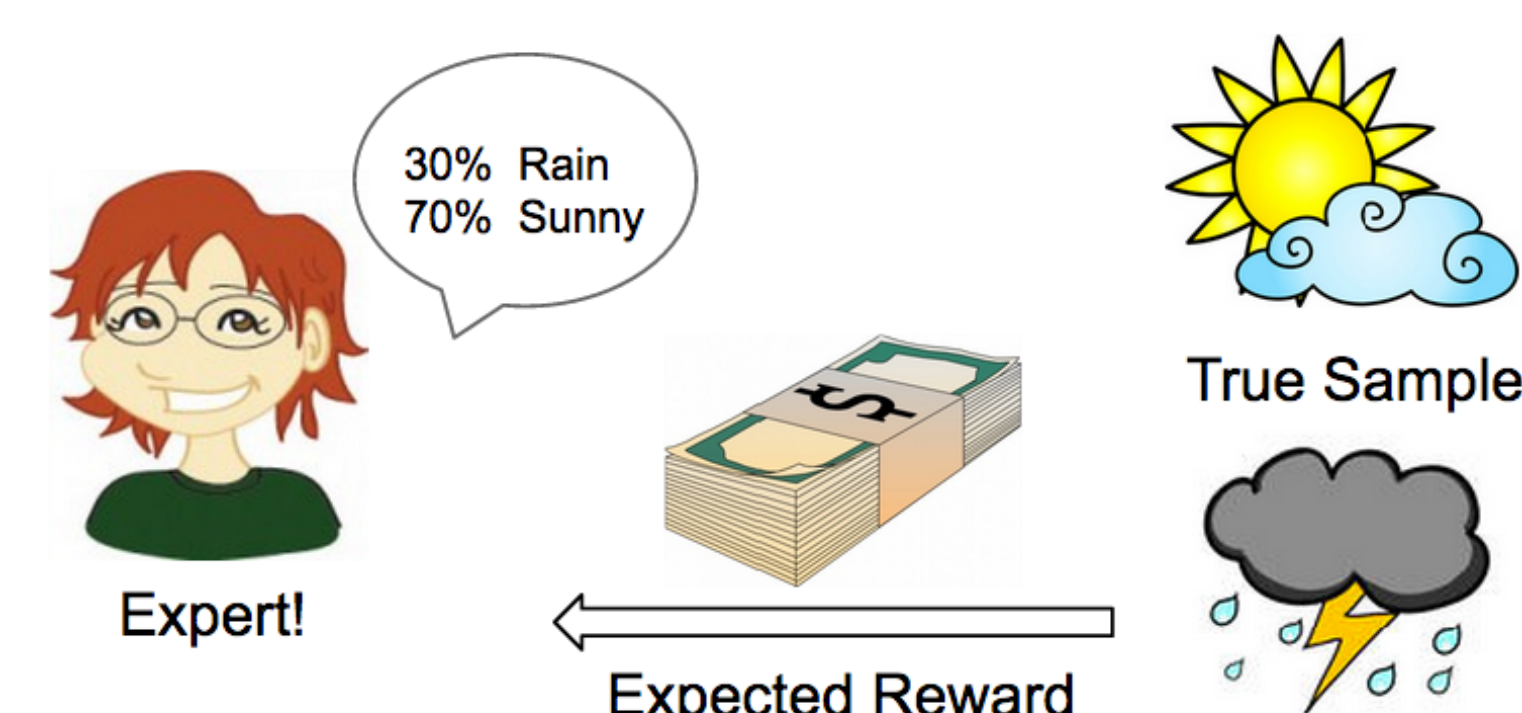 30% Rain
70% Sunny
True Sample
$
Expert!
Expected Reward